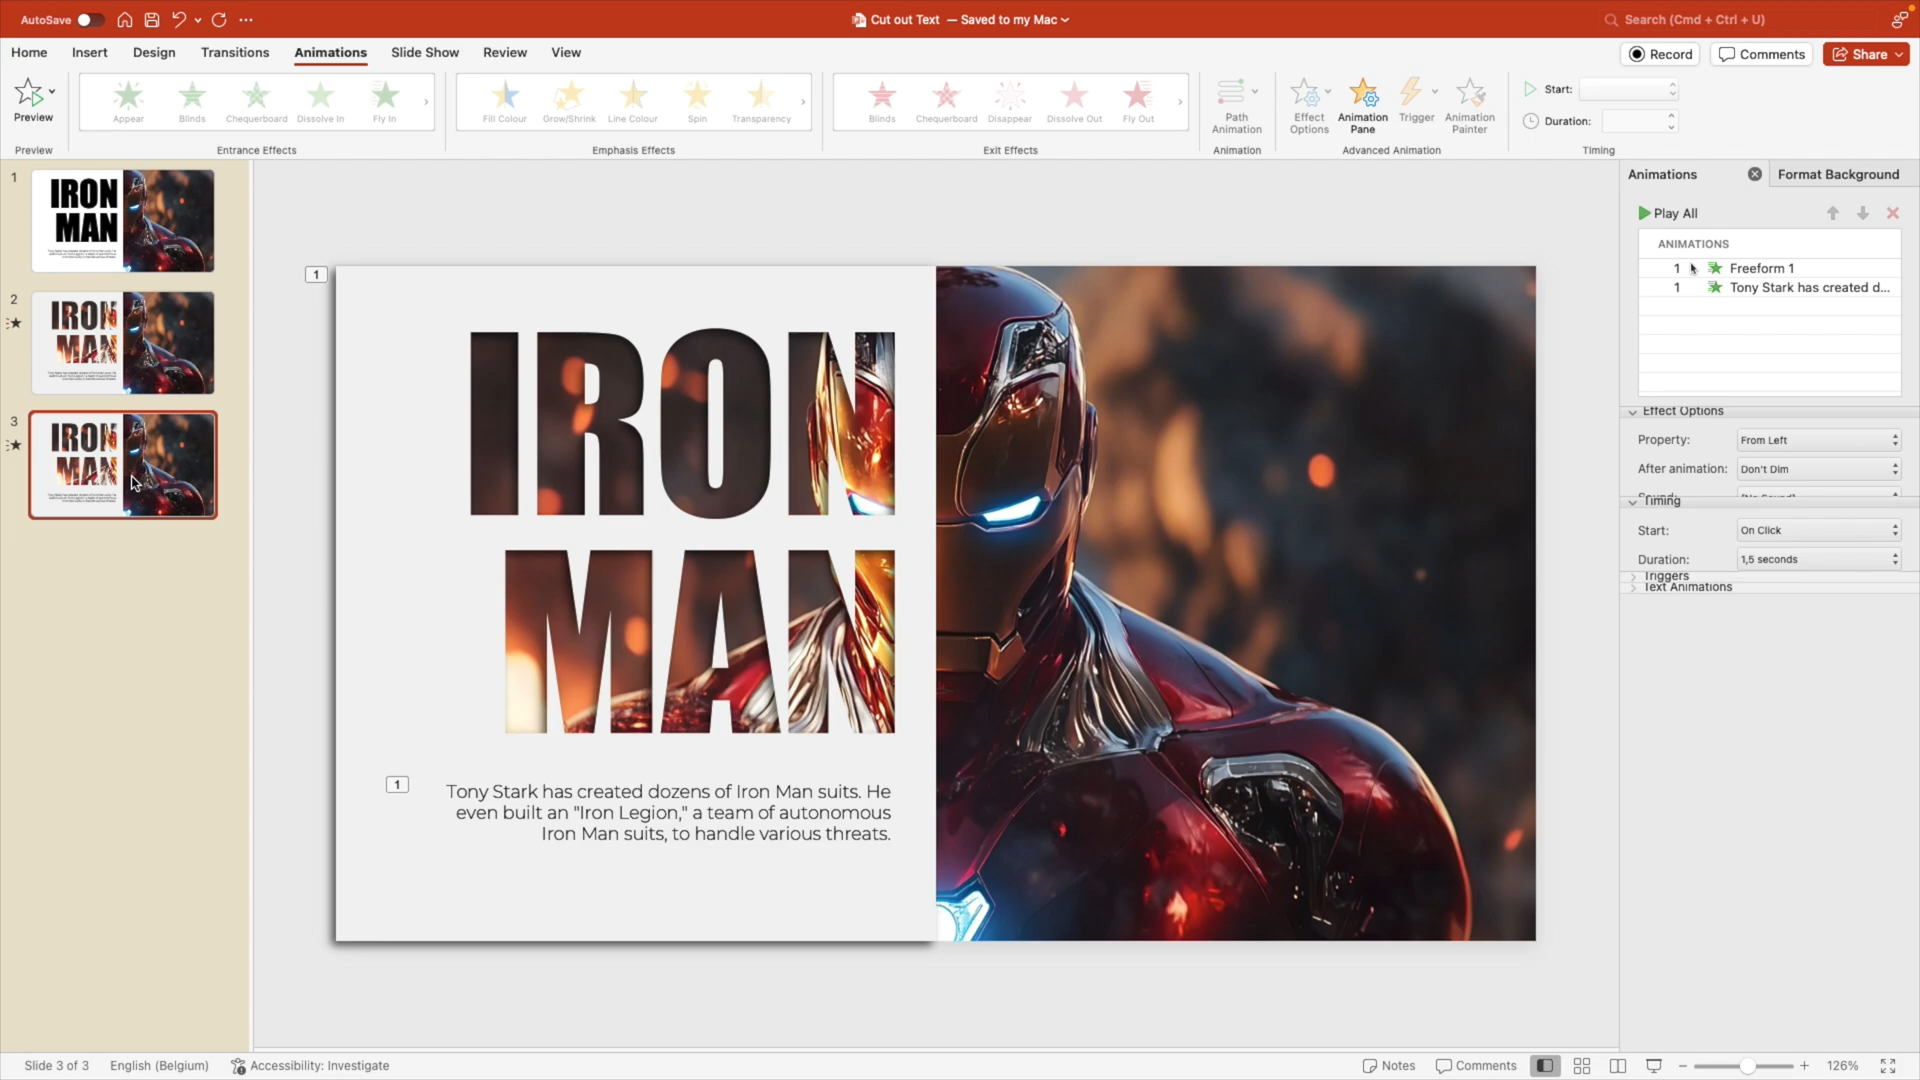 AutoSave
Cut out Text — Saved to my Mac
Search (Cmd + Ctrl + U)
Home
Insert
Design
Transitions
Animations
Slide Show
Review
View
Record
Comments
Share
Preview
Appear
Blinds
Chequerboard
Dissolve In
Fly In
Fill Colour
Grow/Shrink
Line Colour
Spin
Transparency
Blinds
Chequerboard
Disappear
Dissolve Out
Fly Out
Path
Animation
Effect
Options
Animation
Pane
Trigger
Animation
Painter
Start:
Duration:
Preview
Entrance Effects
Emphasis Effects
Exit Effects
Animation
Advanced Animation
Timing
1
IRON
MAN
2
IRON
MAN
3
IRON
MAN
1
IRON
MAN
1
Tony Stark has created dozens of Iron Man suits. He
even built an "Iron Legion," a team of autonomous
Iron Man suits, to handle various threats.
Animations
Format Background
Play All
ANIMATIONS
1 Freeform 1
1 Tony Stark has created d...
Effect Options
Property: From Left
After animation: Don't Dim
Timing
Start: On Click
Duration: 1,5 seconds
Triggers
Text Animations
Slide 3 of 3
English (Belgium)
Accessibility: Investigate
Notes
Comments
126%